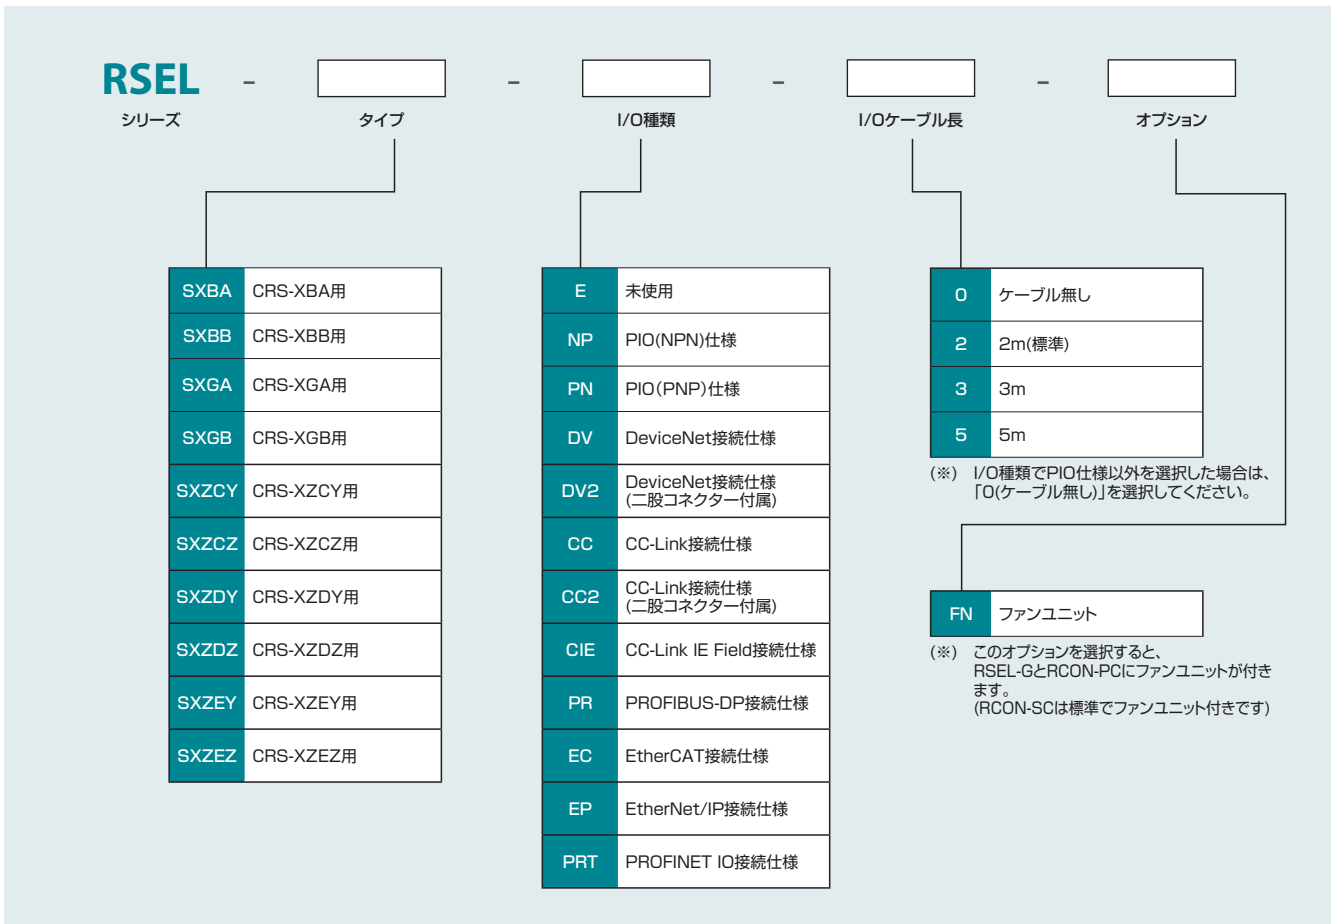 RSEL - - - -
シリーズ タイプ I/O種類 I/Oケーブル長 オプション
SXBA CRS-XBA用
SXBB CRS-XBB用
SXGA CRS-XGA用
SXGB CRS-XGB用
SXZCY CRS-XZCY用
SXZCZ CRS-XZCZ用
SXZDY CRS-XZDY用
SXZDZ CRS-XZDZ用
SXZEY CRS-XZEY用
SXZEZ CRS-XZEZ用
E 未使用
NP PIO(NPN)仕様
PN PIO(PNP)仕様
DV DeviceNet接続仕様
DV2 DeviceNet接続仕様
(二股コネクター付属)
CC CC-Link接続仕様
CC2 CC-Link接続仕様
(二股コネクター付属)
CIE CC-Link IE Field接続仕様
PR PROFIBUS-DP接続仕様
EC EtherCAT接続仕様
EP EtherNet/IP接続仕様
PRT PROFINET IO接続仕様
0 ケーブル無し
2 2m(標準)
3 3m
5 5m
(※) I/O種類でPIO仕様以外を選択した場合は、
「0(ケーブル無し)」を選択してください。
FN ファンユニット
(※) このオプションを選択すると、
RSEL-GとRCON-PCにファンユニットが付き
ます。
(RCON-SCは標準でファンユニット付きです)